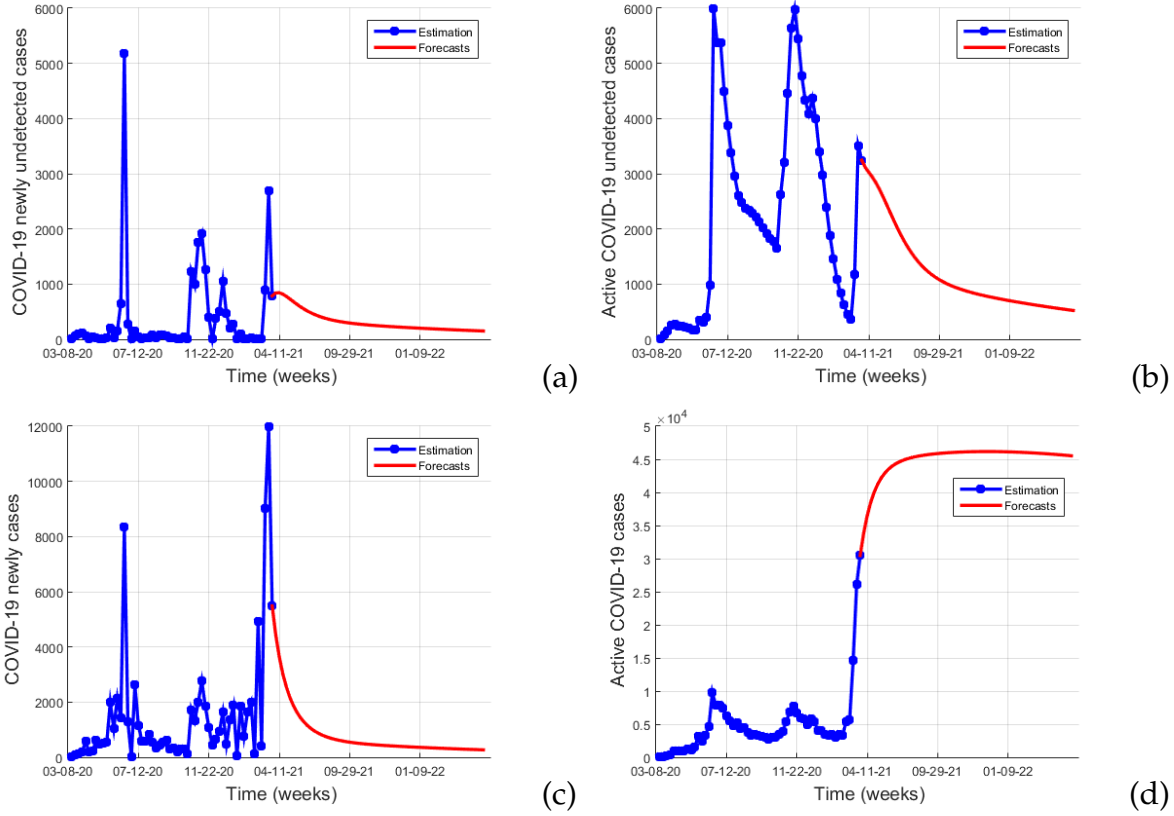 COVID-19 newly undetected cases
6000
5000
4000
3000
2000
1000
0
Estimation
Forecasts
03-08-20 07-12-20 11-22-20 04-11-21 09-29-21 01-09-22
Time (weeks)
(a)
Active COVID-19 undetected cases
6000
5000
4000
3000
2000
1000
0
Estimation
Forecasts
03-08-20 07-12-20 11-22-20 04-11-21 09-29-21 01-09-22
Time (weeks)
(b)
COVID-19 newly cases
12000
10000
8000
6000
4000
2000
0
Estimation
Forecasts
03-08-20 07-12-20 11-22-20 04-11-21 09-29-21 01-09-22
Time (weeks)
(c)
Active COVID-19 cases
× 10⁴
5
4.5
4
3.5
3
2.5
2
1.5
1
0.5
0
Estimation
Forecasts
03-08-20 07-12-20 11-22-20 04-11-21 09-29-21 01-09-22
Time (weeks)
(d)